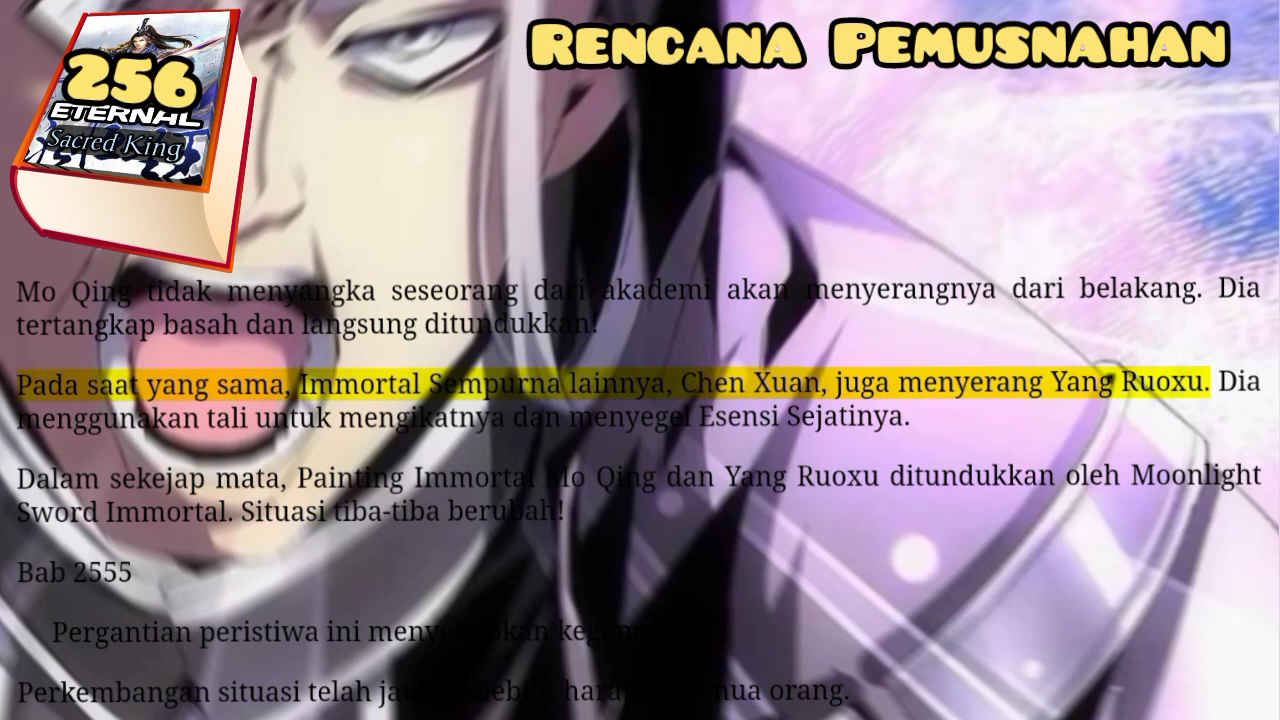 RENCANA PEMUSNAHAN
256
ETERNAL
Sacred King
Mo Qing tidak menyangka seseorang dari akademi akan menyerangnya dari belakang. Dia
tertangkap basah dan langsung ditundukkan!
Pada saat yang sama, Immortal Sempurna lainnya, Chen Xuan, juga menyerang Yang Ruoxu. Dia
menggunakan tali untuk mengikatnya dan menyegel Esensi Sejatinya.
Dalam sekejap mata, Painting Immortal Mo Qing dan Yang Ruoxu ditundukkan oleh Moonlight
Sword Immortal. Situasi tiba-tiba berubah!
Bab 2555
Pergantian peristiwa ini menyebabkan
Perkembangan situasi telah jauh melebihi semua orang.